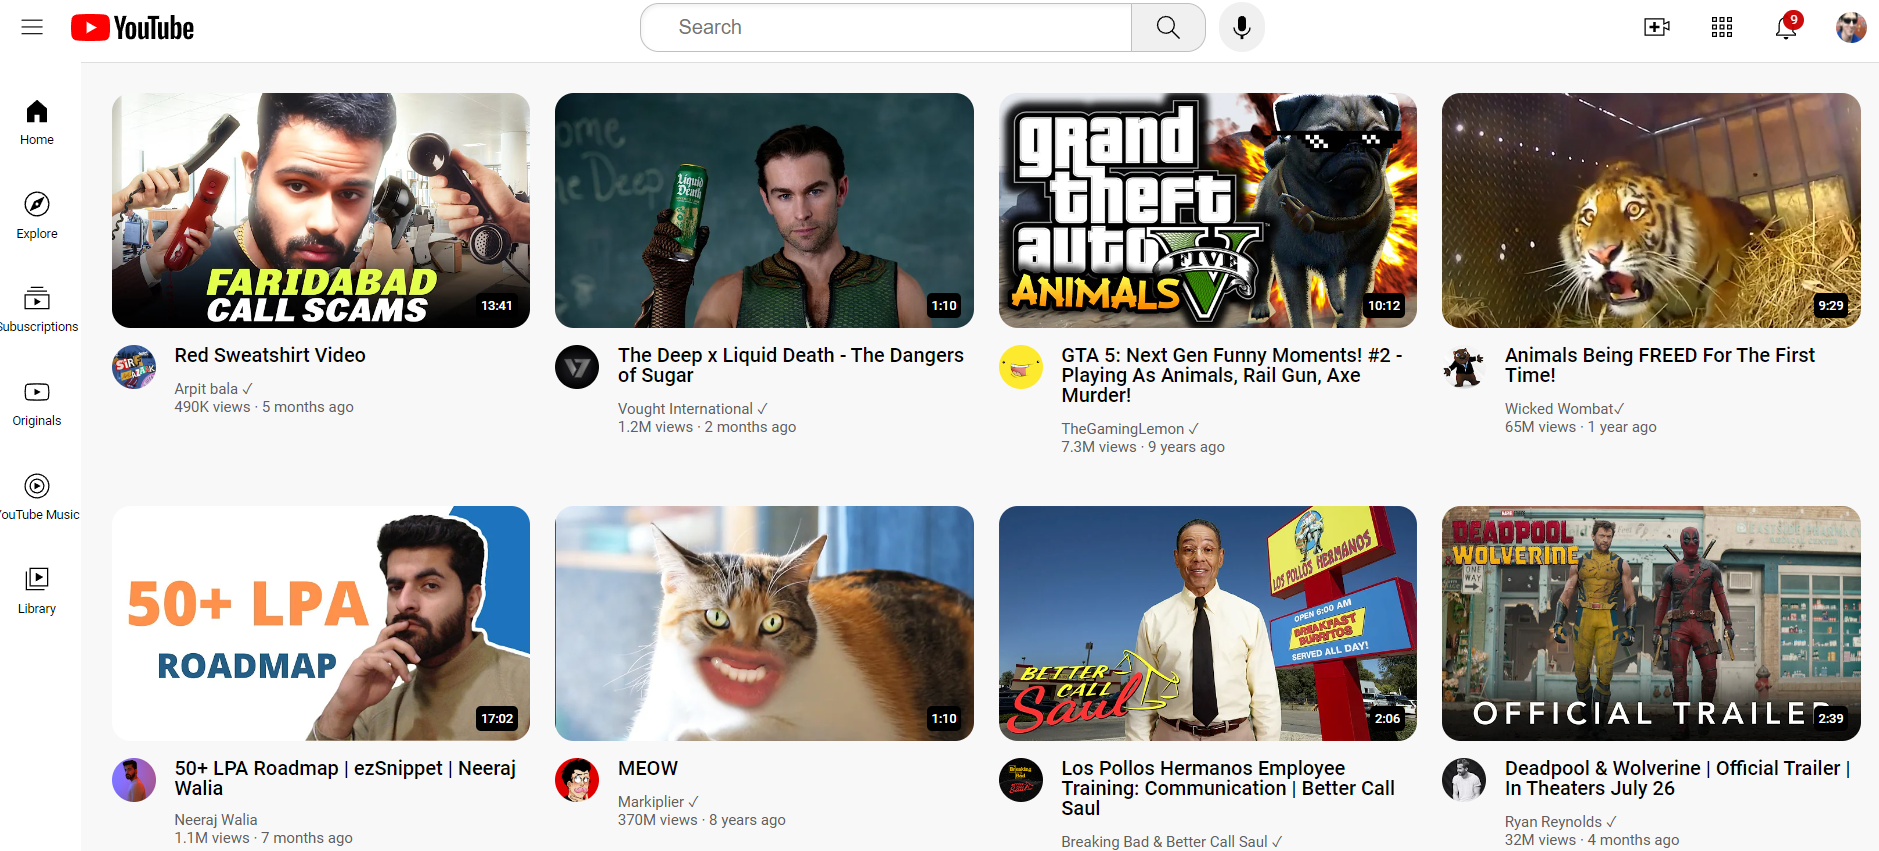 YouTube
Search
9
Home
Explore
Subuscriptions
Originals
YouTube Music
Library
FARIDABAD
CALL SCAMS
13:41
Red Sweatshirt Video
Arpit bala ✓
490K views · 5 months ago
ome
e Deep
Liquid
Death
1:10
The Deep x Liquid Death - The Dangers
of Sugar
Vought International ✓
1.2M views · 2 months ago
grand
theft
auto V
FIVE
ANIMALS
10:12
GTA 5: Next Gen Funny Moments! #2 -
Playing As Animals, Rail Gun, Axe
Murder!
TheGamingLemon ✓
7.3M views · 9 years ago
9:29
Animals Being FREED For The First
Time!
Wicked Wombat✓
65M views · 1 year ago
50+ LPA
ROADMAP
17:02
50+ LPA Roadmap | ezSnippet | Neeraj
Walia
Neeraj Walia
1.1M views · 7 months ago
1:10
MEOW
Markiplier ✓
370M views · 8 years ago
LOS POLLOS HERMANOS
OPEN 6:00 AM
BREAKFAST
BURRITOS
SERVED ALL DAY!
BETTER
CALL
Saul
2:06
Los Pollos Hermanos Employee
Training: Communication | Better Call
Saul
Breaking Bad & Better Call Saul ✓
DEADPOOL
WOLVERINE
ONE
WAY
OFFICIAL TRAILER
2:39
Deadpool & Wolverine | Official Trailer |
In Theaters July 26
Ryan Reynolds ✓
32M views · 4 months ago